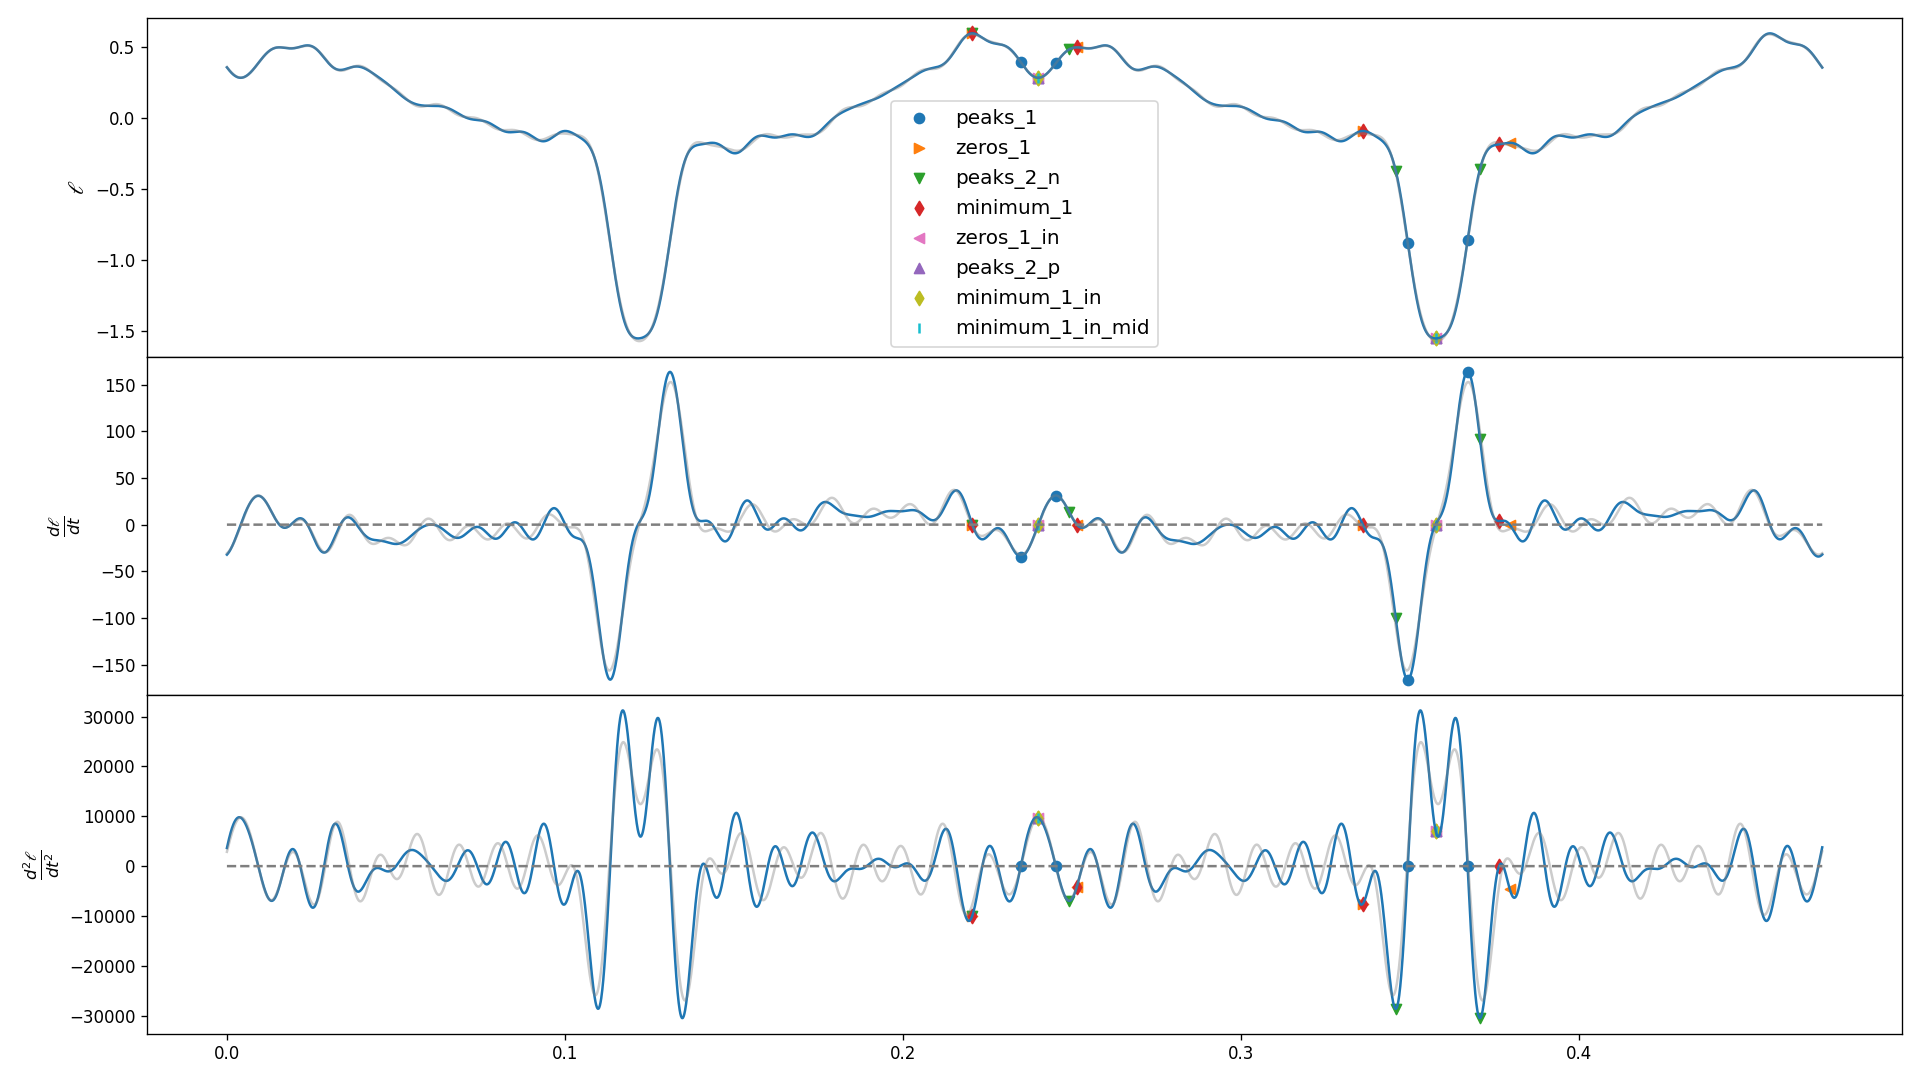 0.5
0.0
−0.5
−1.0
−1.5
ℓ
peaks_1
zeros_1
peaks_2_n
minimum_1
zeros_1_in
peaks_2_p
minimum_1_in
minimum_1_in_mid
150
100
50
0
−50
−100
−150
dℓ
dt
30000
20000
10000
0
−10000
−20000
−30000
d²ℓ
dt²
0.0 0.1 0.2 0.3 0.4